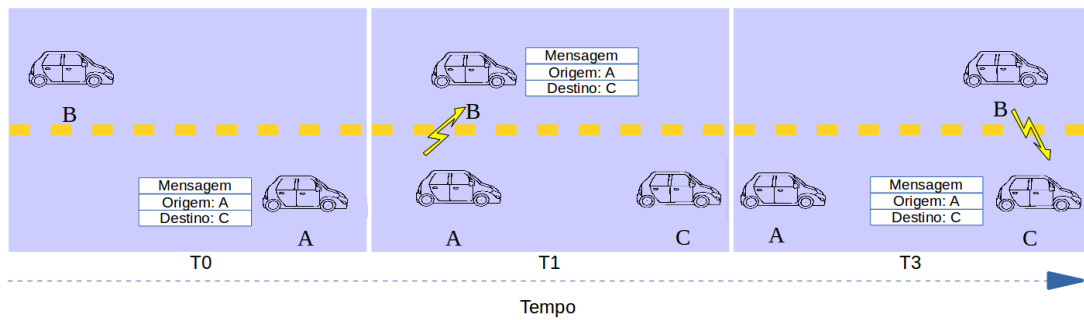 B
Mensagem
Origem: A
Destino: C
A
T0
Mensagem
Origem: A
Destino: C
B
A
C
T1
B
Mensagem
Origem: A
Destino: C
A
C
T3
Tempo